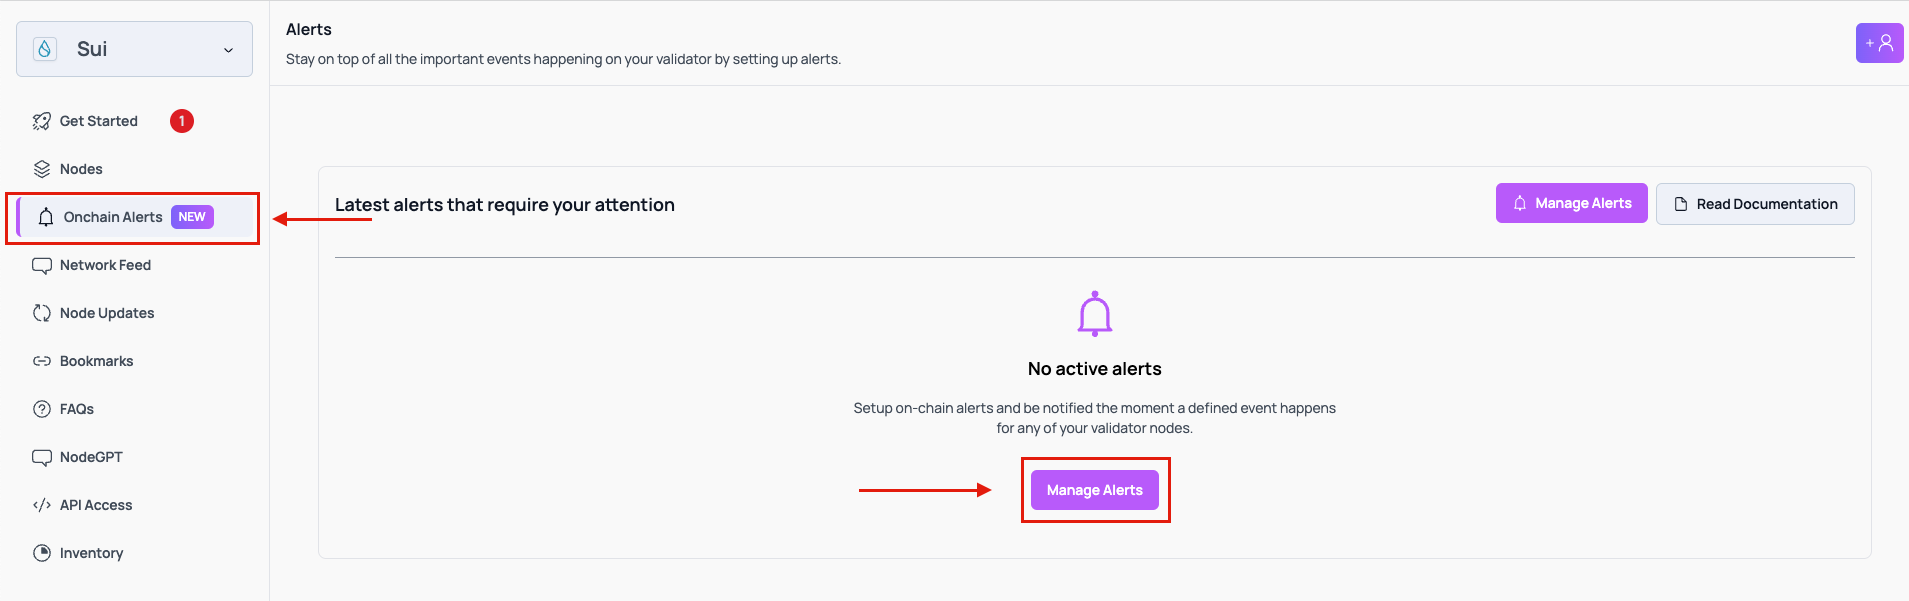 Sui
Get Started 1
Nodes
Onchain Alerts NEW
Network Feed
Node Updates
Bookmarks
FAQs
NodeGPT
API Access
Inventory
Alerts
Stay on top of all the important events happening on your validator by setting up alerts.
Latest alerts that require your attention
Manage Alerts
Read Documentation
No active alerts
Setup on-chain alerts and be notified the moment a defined event happens
for any of your validator nodes.
Manage Alerts